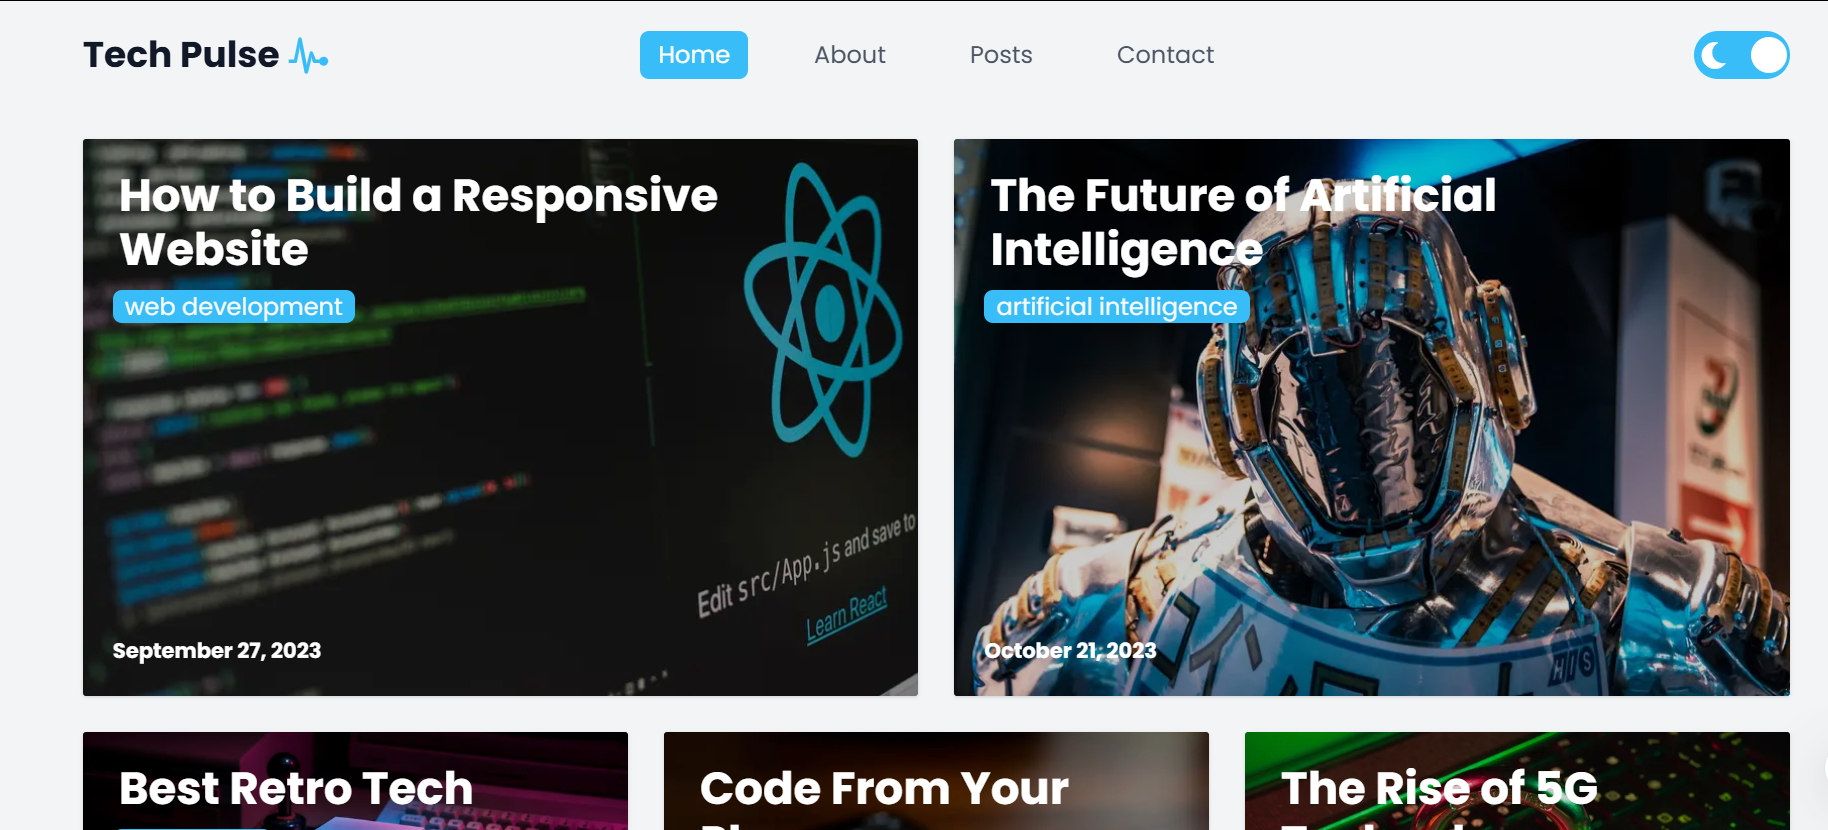 Tech Pulse
Home
About
Posts
Contact
How to Build a Responsive
Website
web development
Edit src/App.js and save to
Learn React
September 27, 2023
The Future of Artificial
Intelligence
artificial intelligence
HIS
October 21, 2023
Best Retro Tech
Code From Your
The Rise of 5G